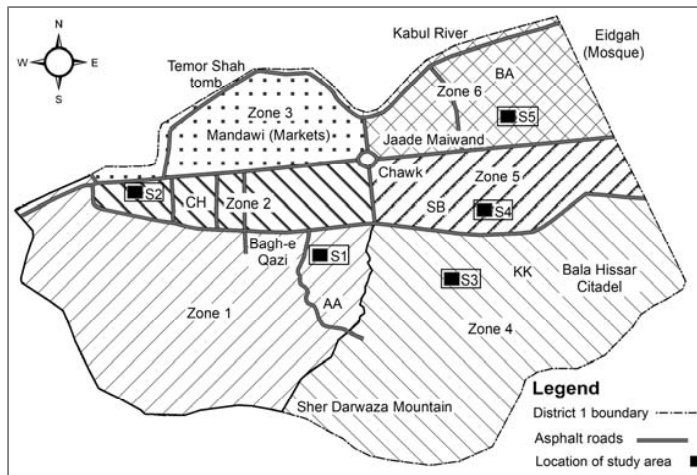 N
W
E
S
Kabul River
Eidgah
(Mosque)
Temor Shah
tomb
Zone 3
Mandawi (Markets)
BA
Zone 6
S5
Jaade Maiwand
Chawk
Zone 5
S2
CH
Zone 2
SB
S4
Bagh-e
Qazi
S1
KK
Bala Hissar
Citadel
S3
AA
Zone 1
Zone 4
Sher Darwaza Mountain
Legend
District 1 boundary
Asphalt roads
Location of study area